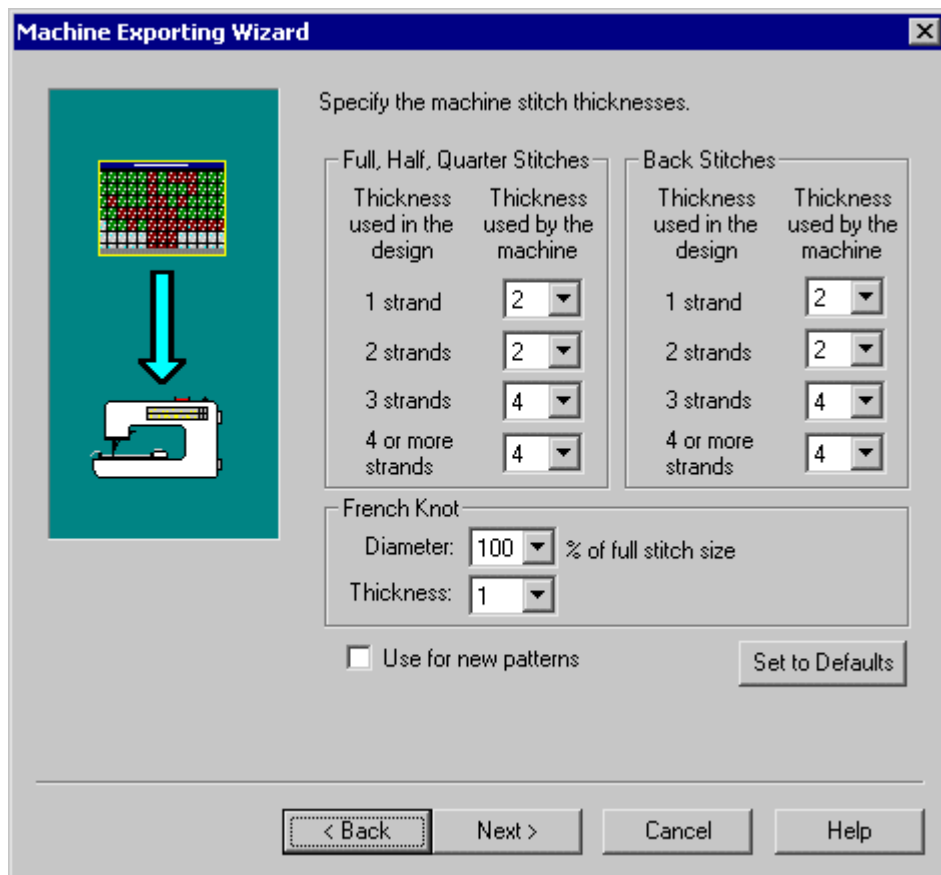 Machine Exporting Wizard
Specify the machine stitch thicknesses.
Full, Half, Quarter Stitches
Thickness
used in the
design
Thickness
used by the
machine
1 strand
2
2 strands
2
3 strands
4
4 or more
strands
4
Back Stitches
Thickness
used in the
design
Thickness
used by the
machine
1 strand
2
2 strands
2
3 strands
4
4 or more
strands
4
French Knot
Diameter: 100 % of full stitch size
Thickness: 1
Use for new patterns
Set to Defaults
< Back
Next >
Cancel
Help